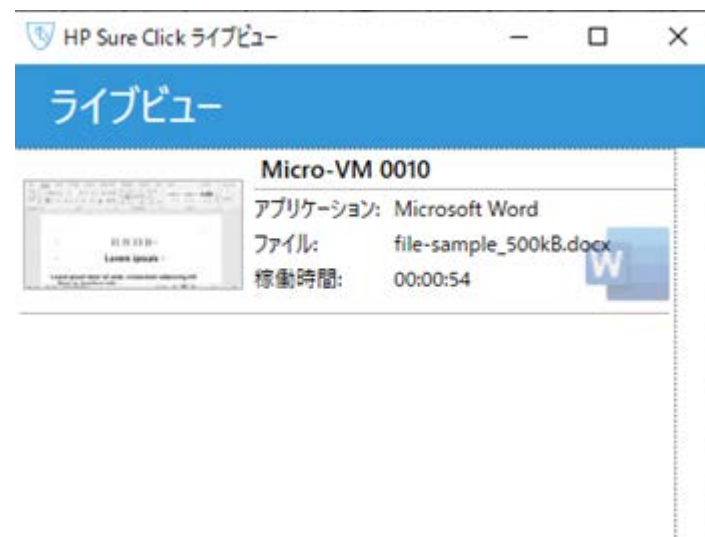 HP Sure Click ライブビュー
ライブビュー
Micro-VM 0010
アプリケーション: Microsoft Word
ファイル: file-sample_500kB.docx
稼働時間: 00:00:54
Lorem ipsum